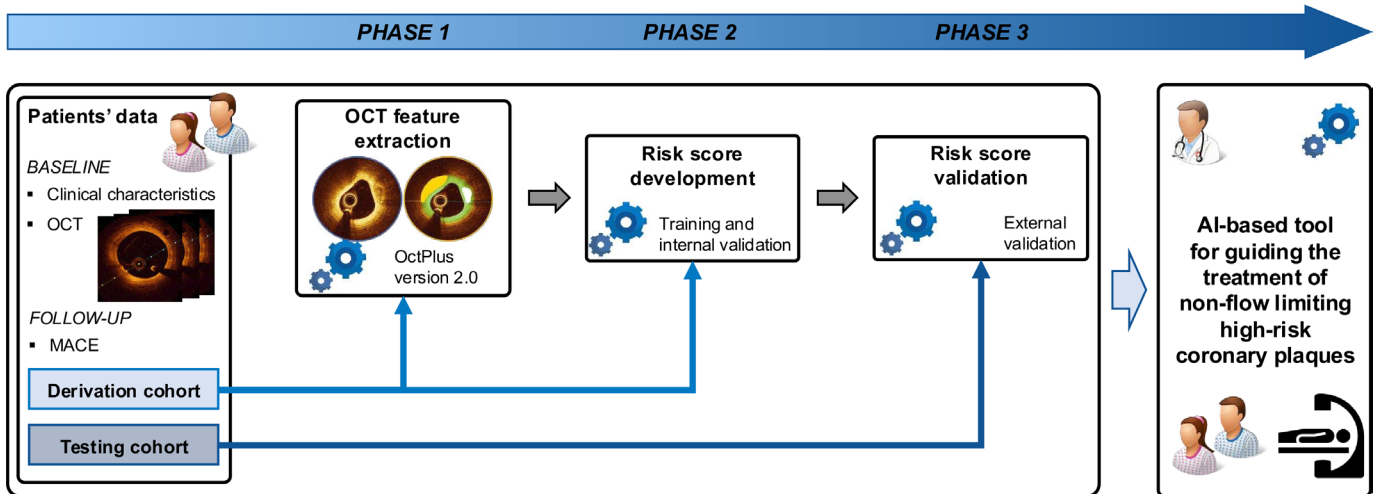 PHASE 1
PHASE 2
PHASE 3
Patients' data
BASELINE
▪ Clinical characteristics
▪ OCT
FOLLOW-UP
▪ MACE
Derivation cohort
Testing cohort
OCT feature
extraction
OctPlus
version 2.0
Risk score
development
Training and
internal validation
Risk score
validation
External
validation
AI-based tool
for guiding the
treatment of
non-flow limiting
high-risk
coronary plaques